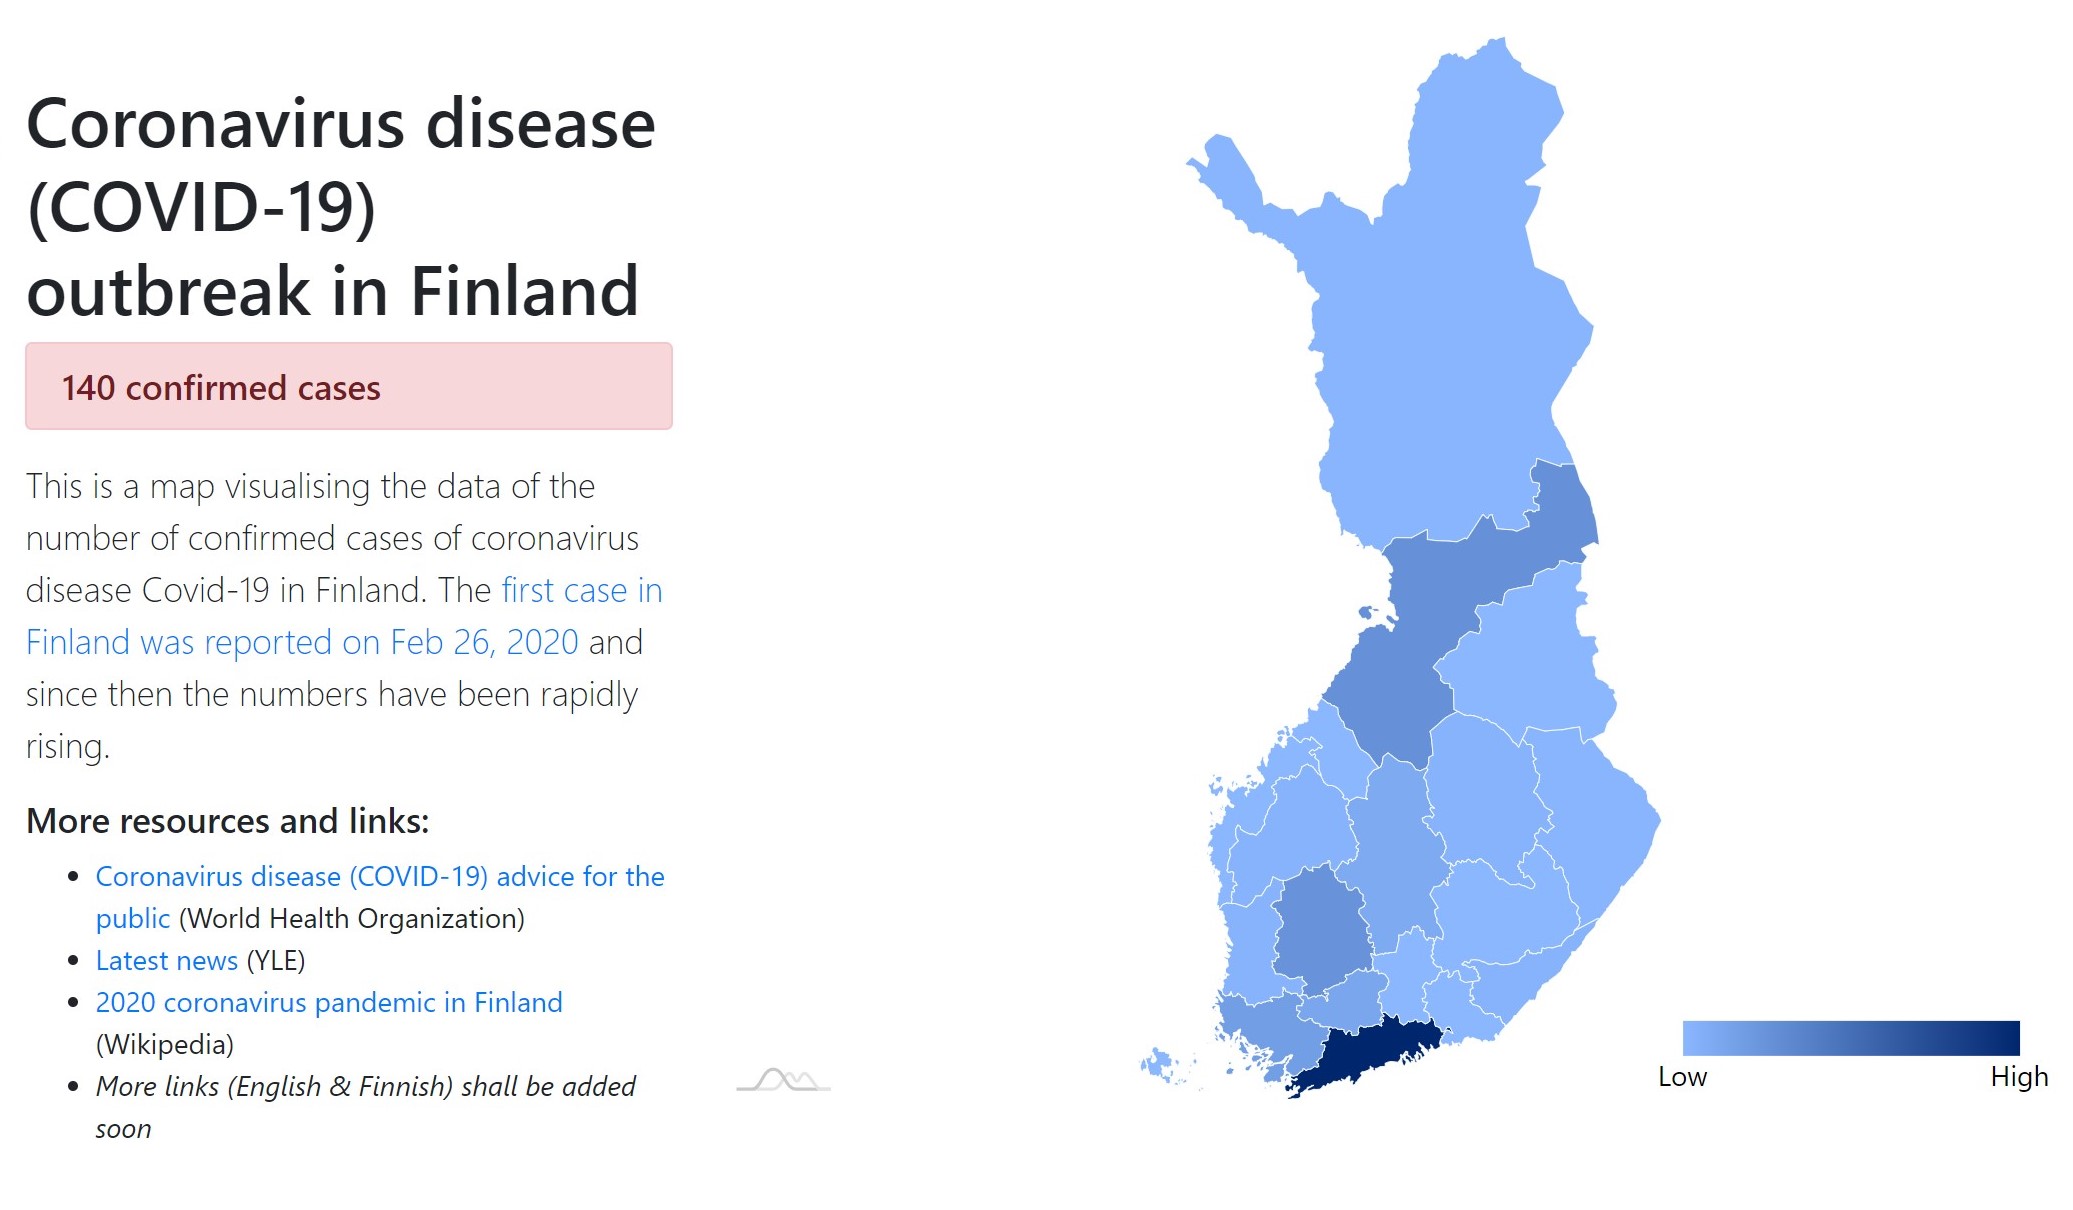 Coronavirus disease
(COVID-19)
outbreak in Finland
140 confirmed cases
This is a map visualising the data of the
number of confirmed cases of coronavirus
disease Covid-19 in Finland. The first case in
Finland was reported on Feb 26, 2020 and
since then the numbers have been rapidly
rising.
More resources and links:
• Coronavirus disease (COVID-19) advice for the
public (World Health Organization)
• Latest news (YLE)
• 2020 coronavirus pandemic in Finland
(Wikipedia)
• More links (English & Finnish) shall be added
soon
Low High